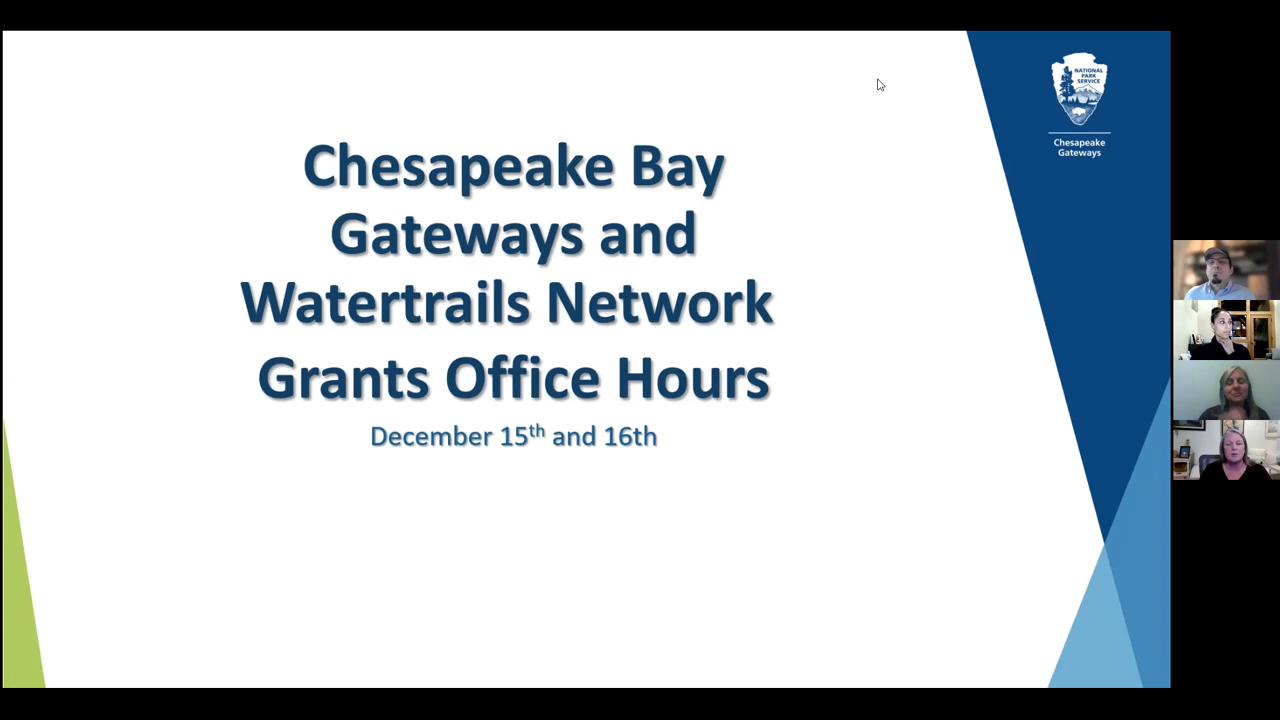 Chesapeake Bay
Gateways and
Watertrails Network
Grants Office Hours
December 15th and 16th
NATIONAL
PARK
SERVICE
Chesapeake
Gateways